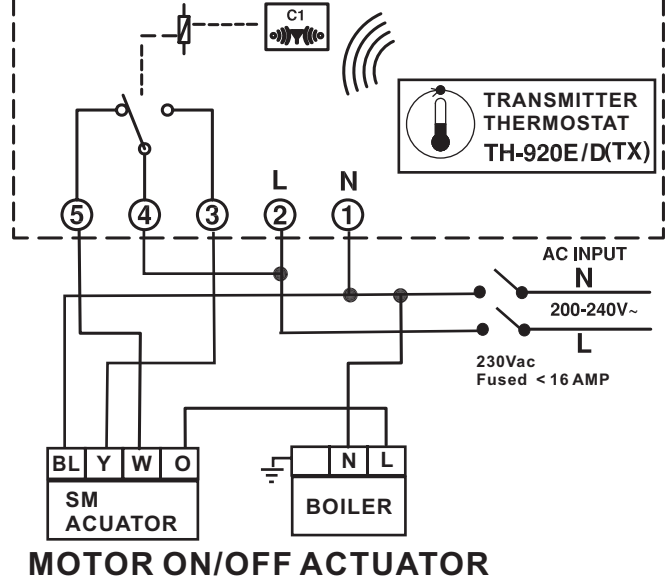 C1
TRANSMITTER
THERMOSTAT
TH-920E/D(TX)
L N
5 4 3 2 1
AC INPUT
N
200-240V~
L
230Vac
Fused < 16 AMP
BL Y W O
N L
SM
ACUATOR
BOILER
MOTOR ON/OFF ACTUATOR